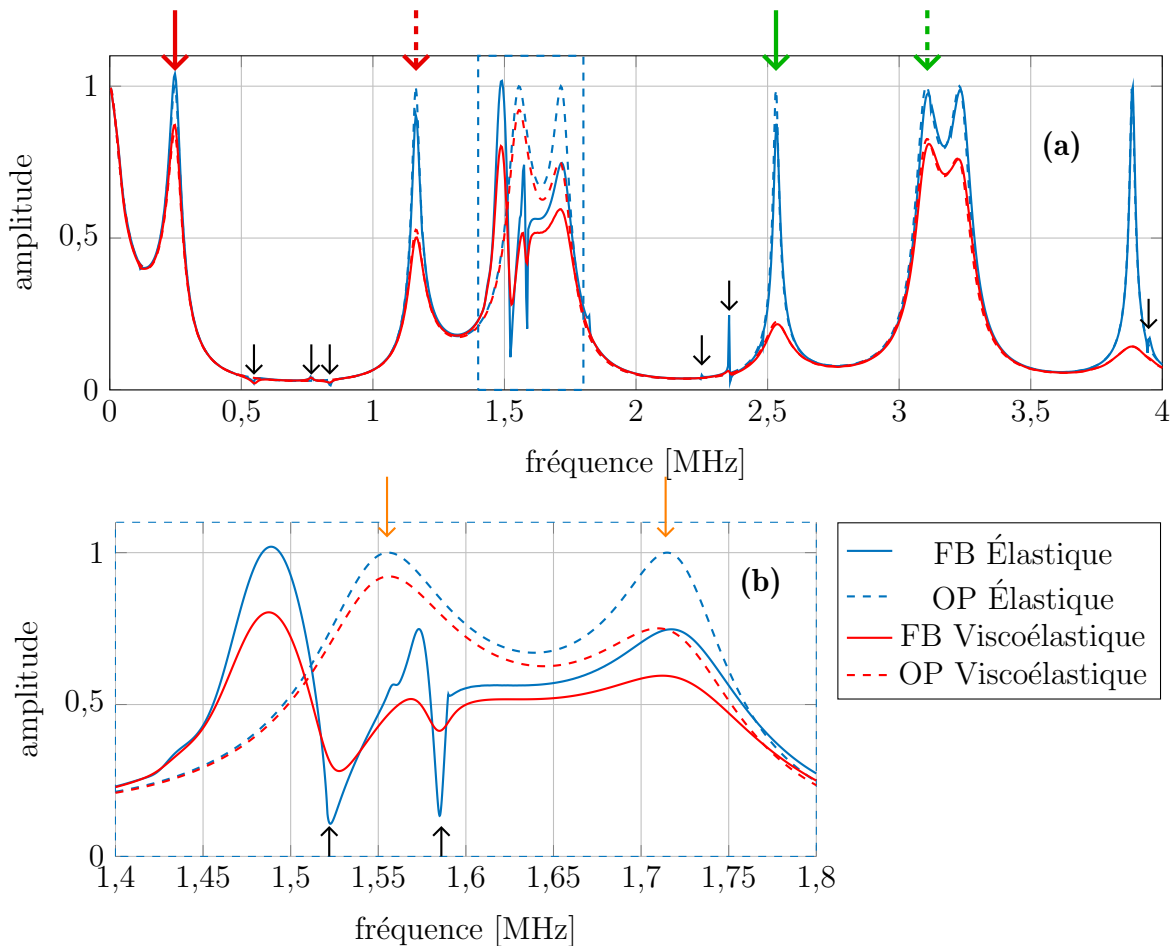 1
0,5
0
amplitude
(a)
0 0,5 1 1,5 2 2,5 3 3,5 4
fréquence [MHz]
1
0,5
0
amplitude
(b)
1,4 1,45 1,5 1,55 1,6 1,65 1,7 1,75 1,8
fréquence [MHz]
FB Élastique
OP Élastique
FB Viscoélastique
OP Viscoélastique